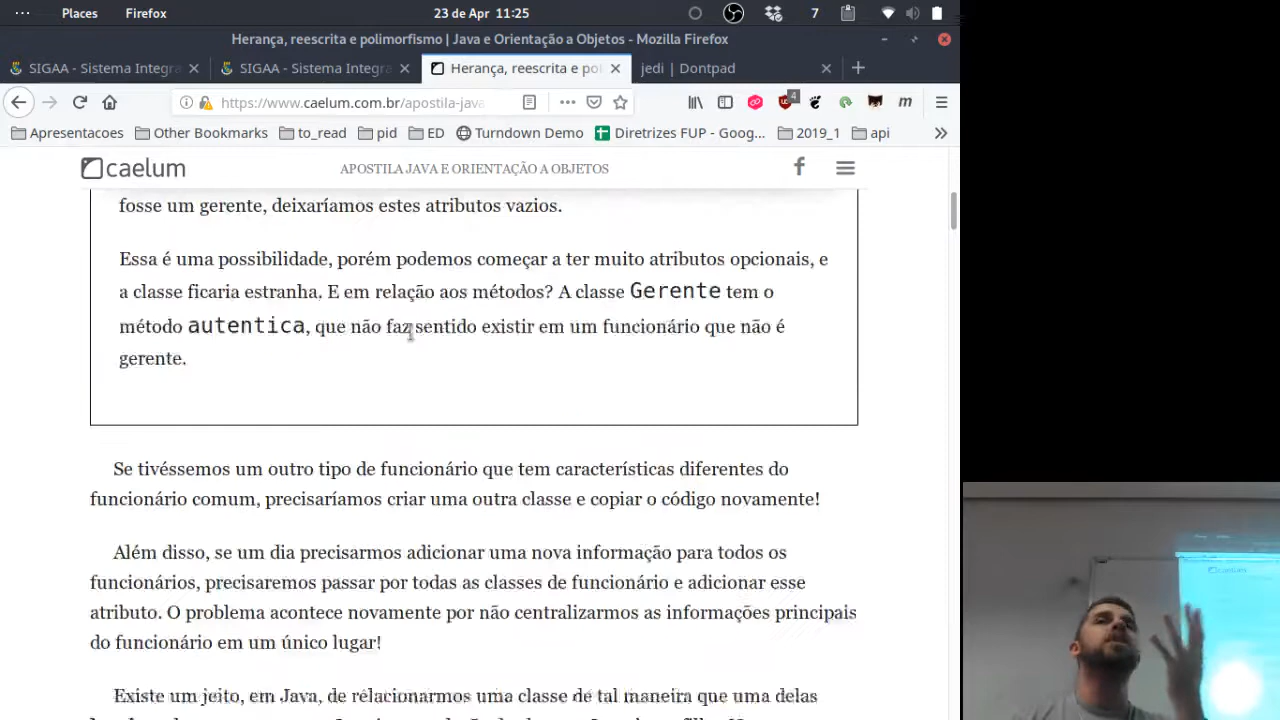 Places Firefox 23 de Apr 11:25 7
Herança, reescrita e polimorfismo | Java e Orientação a Objetos - Mozilla Firefox
SIGAA - Sistema Integra SIGAA - Sistema Integra Herança, reescrita e pol jedi | Dontpad
https://www.caelum.com.br/apostila-java 4 m
Apresentacoes Other Bookmarks to_read pid ED Turndown Demo Diretrizes FUP - Goog... 2019_1 api
caelum APOSTILA JAVA E ORIENTAÇÃO A OBJETOS
fosse um gerente, deixaríamos estes atributos vazios.
Essa é uma possibilidade, porém podemos começar a ter muito atributos opcionais, e
a classe ficaria estranha. E em relação aos métodos? A classe Gerente tem o
método autentica, que não faz sentido existir em um funcionário que não é
gerente.
Se tivéssemos um outro tipo de funcionário que tem características diferentes do
funcionário comum, precisaríamos criar uma outra classe e copiar o código novamente!
Além disso, se um dia precisarmos adicionar uma nova informação para todos os
funcionários, precisaremos passar por todas as classes de funcionário e adicionar esse
atributo. O problema acontece novamente por não centralizarmos as informações principais
do funcionário em um único lugar!
Existe um jeito, em Java, de relacionarmos uma classe de tal maneira que uma delas
caelum